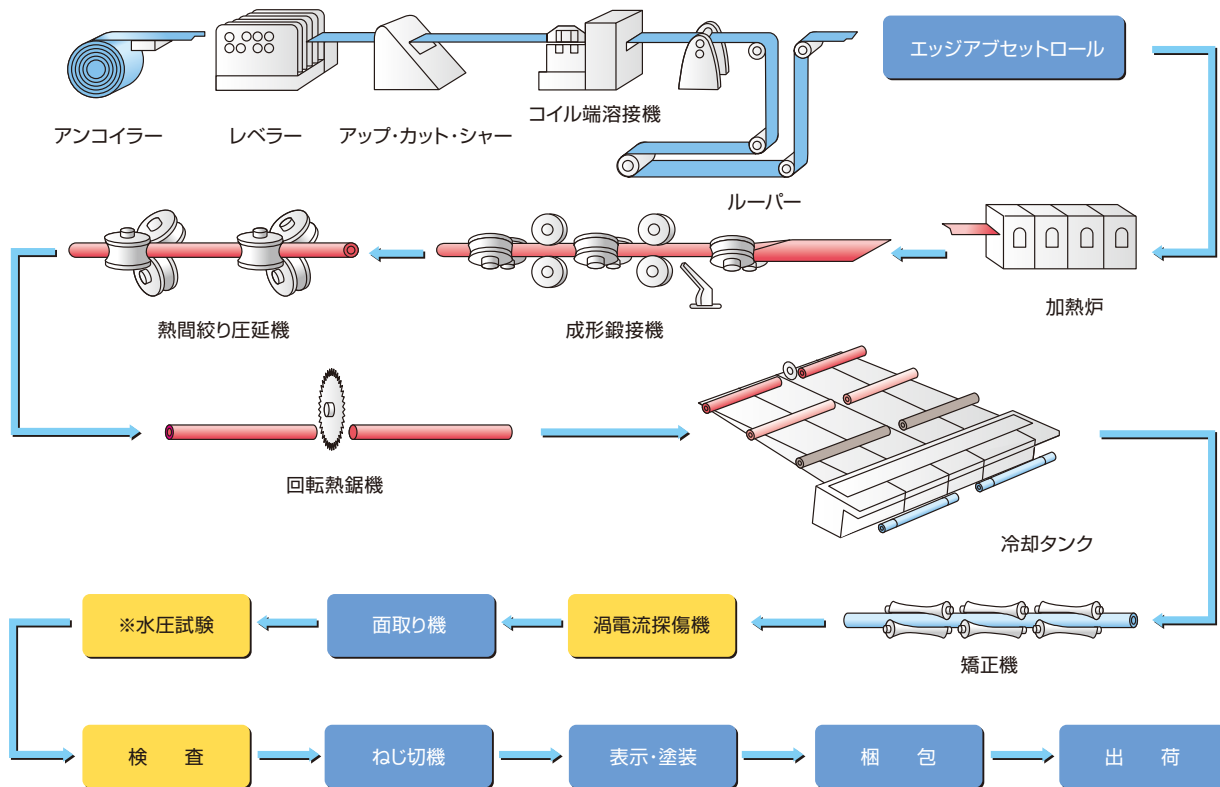 エッジアブセットロール
アンコイラー
レベラー
アップ・カット・シャー
コイル端溶接機
ルーパー
加熱炉
成形鍛接機
熱間絞り圧延機
回転熱鋸機
冷却タンク
矯正機
渦電流探傷機
面取り機
※水圧試験
検　査
ねじ切機
表示・塗装
梱　包
出　荷